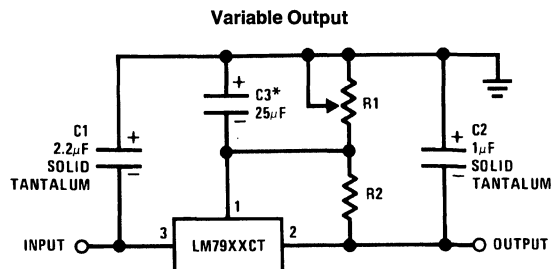 Variable Output
+
C3*
25µF
−
R1
C1
2.2µF
SOLID
TANTALUM
+
−
C2
1µF
SOLID
TANTALUM
+
−
R2
1
INPUT
3
LM79XXCT
2
OUTPUT